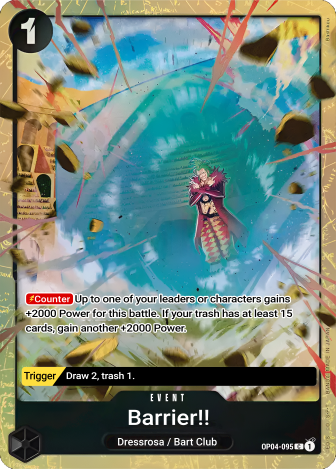 1
⚡Counter Up to one of your leaders or characters gains
+2000 Power for this battle. If your trash has at least 15
cards, gain another +2000 Power.
Trigger Draw 2, trash 1.
EVENT
Barrier!!
Dressrosa / Bart Club
OP04-095 C 1